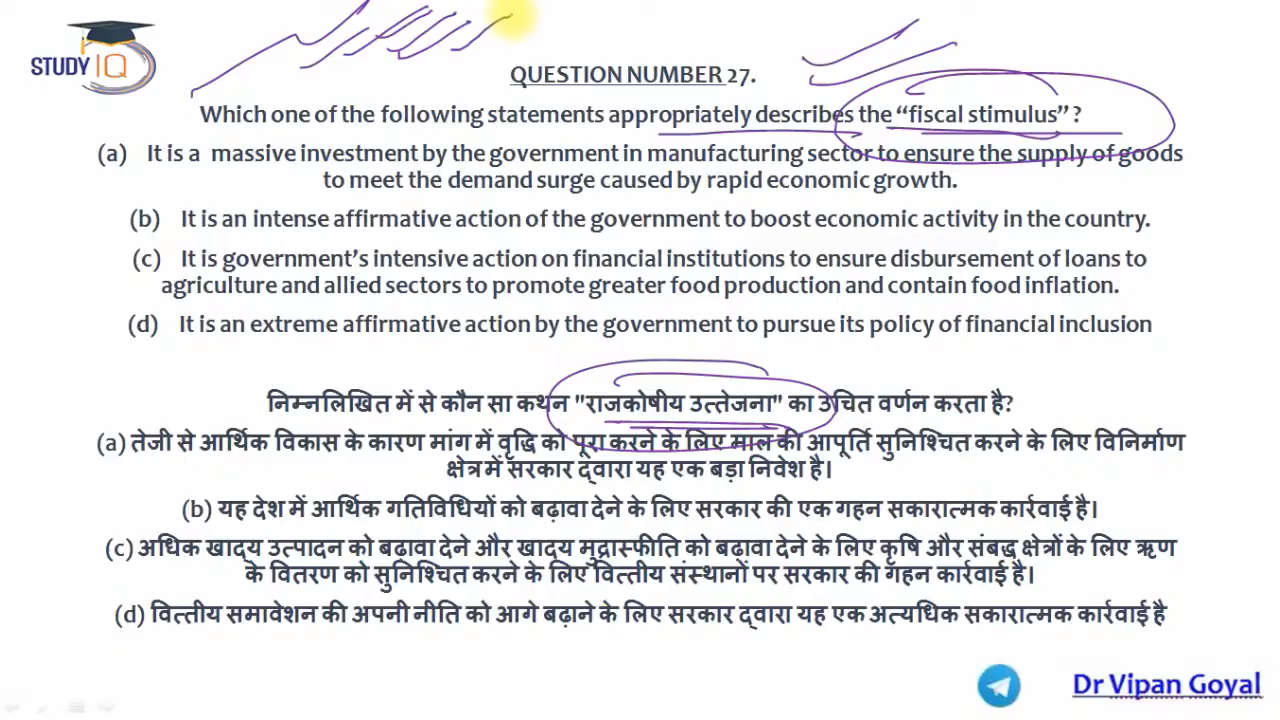 STUDY IQ
QUESTION NUMBER 27.
Which one of the following statements appropriately describes the “fiscal stimulus” ?
(a) It is a massive investment by the government in manufacturing sector to ensure the supply of goods
to meet the demand surge caused by rapid economic growth.
(b) It is an intense affirmative action of the government to boost economic activity in the country.
(c) It is government’s intensive action on financial institutions to ensure disbursement of loans to
agriculture and allied sectors to promote greater food production and contain food inflation.
(d) It is an extreme affirmative action by the government to pursue its policy of financial inclusion
निम्नलिखित में से कौन सा कथन "राजकोषीय उत्तेजना" का उचित वर्णन करता है?
(a) तेजी से आर्थिक विकास के कारण मांग में वृद्धि को पूरा करने के लिए माल की आपूर्ति सुनिश्चित करने के लिए विनिर्माण
क्षेत्र में सरकार द्वारा यह एक बड़ा निवेश है।
(b) यह देश में आर्थिक गतिविधियों को बढ़ावा देने के लिए सरकार की एक गहन सकारात्मक कार्रवाई है।
(c) अधिक खाद्य उत्पादन को बढ़ावा देने और खाद्य मुद्रास्फीति को बढ़ावा देने के लिए कृषि और संबद्ध क्षेत्रों के लिए ऋण
के वितरण को सुनिश्चित करने के लिए वित्तीय संस्थानों पर सरकार की गहन कार्रवाई है।
(d) वित्तीय समावेशन की अपनी नीति को आगे बढ़ाने के लिए सरकार द्वारा यह एक अत्यधिक सकारात्मक कार्रवाई है
Dr Vipan Goyal